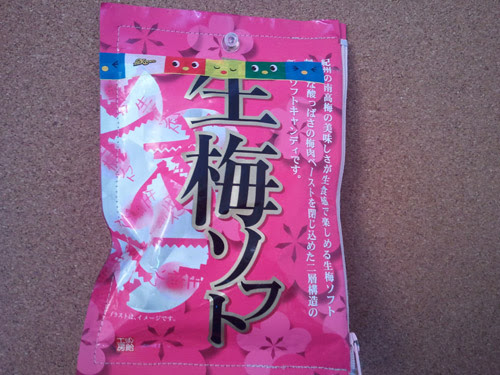 生梅ソフト
紀州の南高梅の美味しさが生食感で楽しめる生梅ソフト
な酸っぱさの梅肉ペーストを閉じ込めた二層構造の
ソフトキャンディです。
イラストは、イメージです。